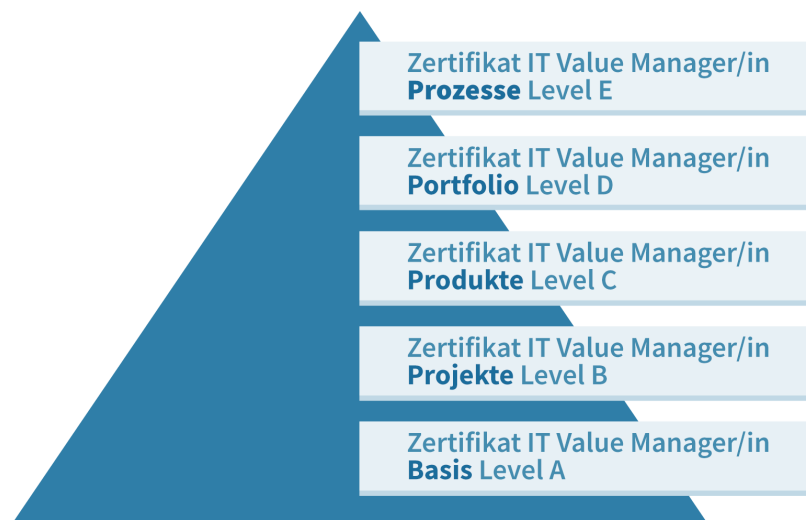 Zertifikat IT Value Manager/in
Prozesse Level E
Zertifikat IT Value Manager/in
Portfolio Level D
Zertifikat IT Value Manager/in
Produkte Level C
Zertifikat IT Value Manager/in
Projekte Level B
Zertifikat IT Value Manager/in
Basis Level A